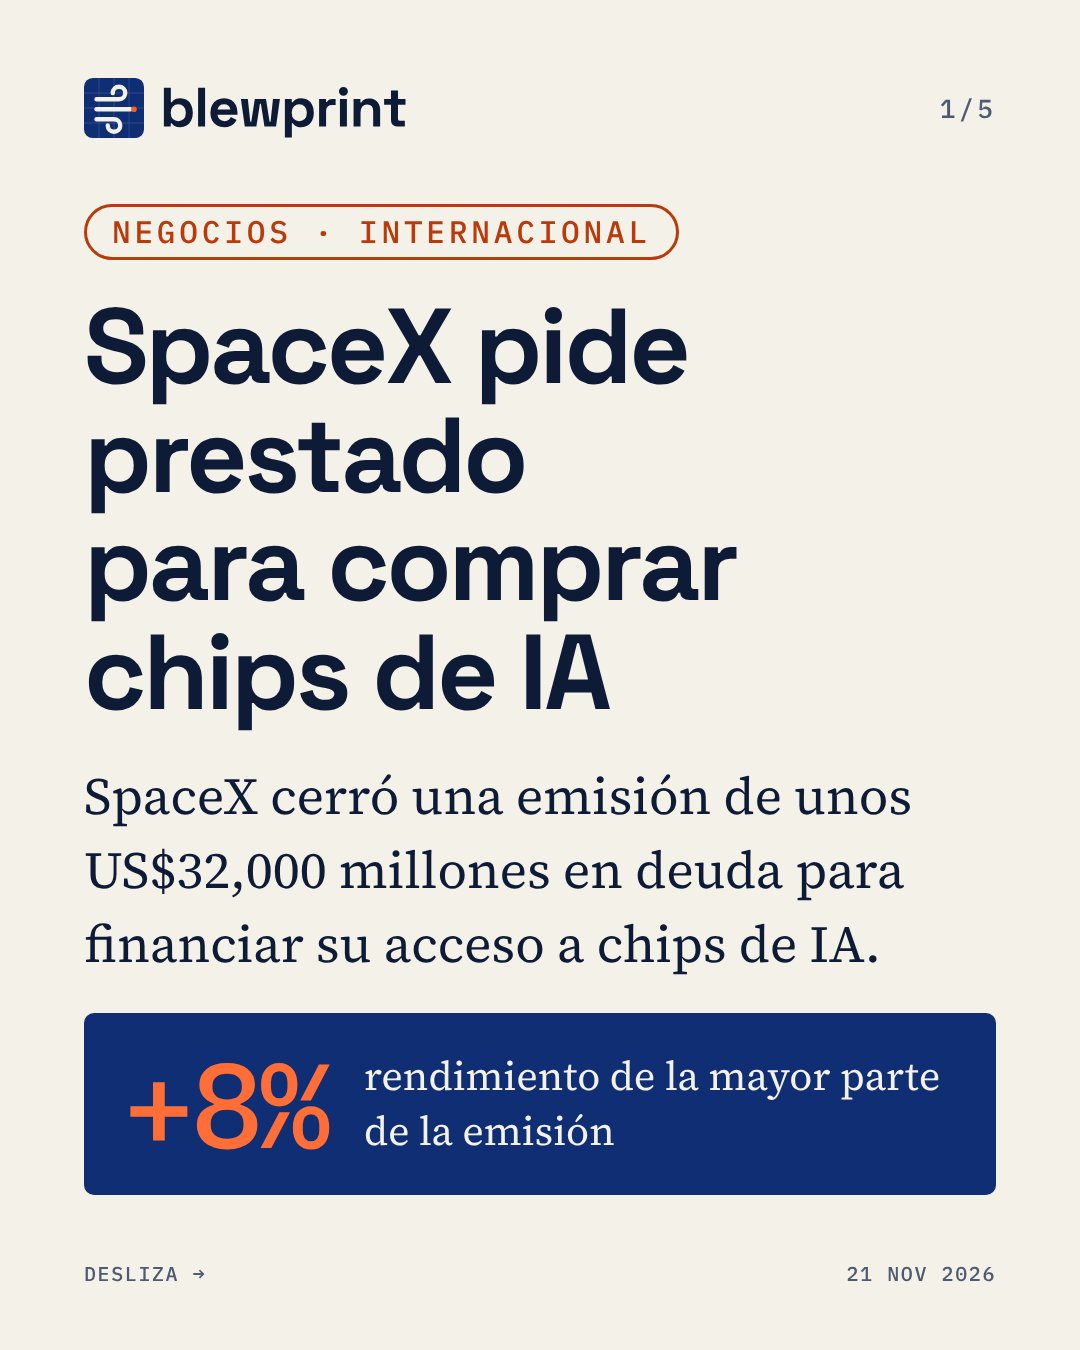 blewprint
1/5
NEGOCIOS · INTERNACIONAL
SpaceX pide
prestado
para comprar
chips de IA
SpaceX cerró una emisión de unos
US$32,000 millones en deuda para
financiar su acceso a chips de IA.
+8%
rendimiento de la mayor parte
de la emisión
DESLIZA →
21 NOV 2026